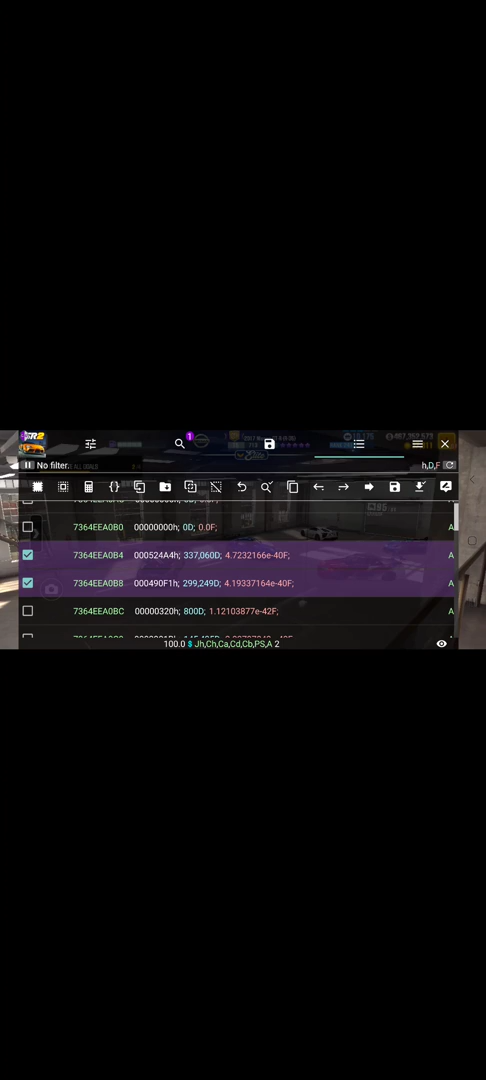 No filter.
h,D,F
7364EEA0B0 00000000h; 0D; 0.0F; A
7364EEA0B4 000524A4h; 337,060D; 4.7232166e-40F; A
7364EEA0B8 000490F1h; 299,249D; 4.19337164e-40F; A
7364EEA0BC 00000320h; 800D; 1.12103877e-42F; A
100.0 $ Jh,Ch,Ca,Cd,Cb,PS,A 2